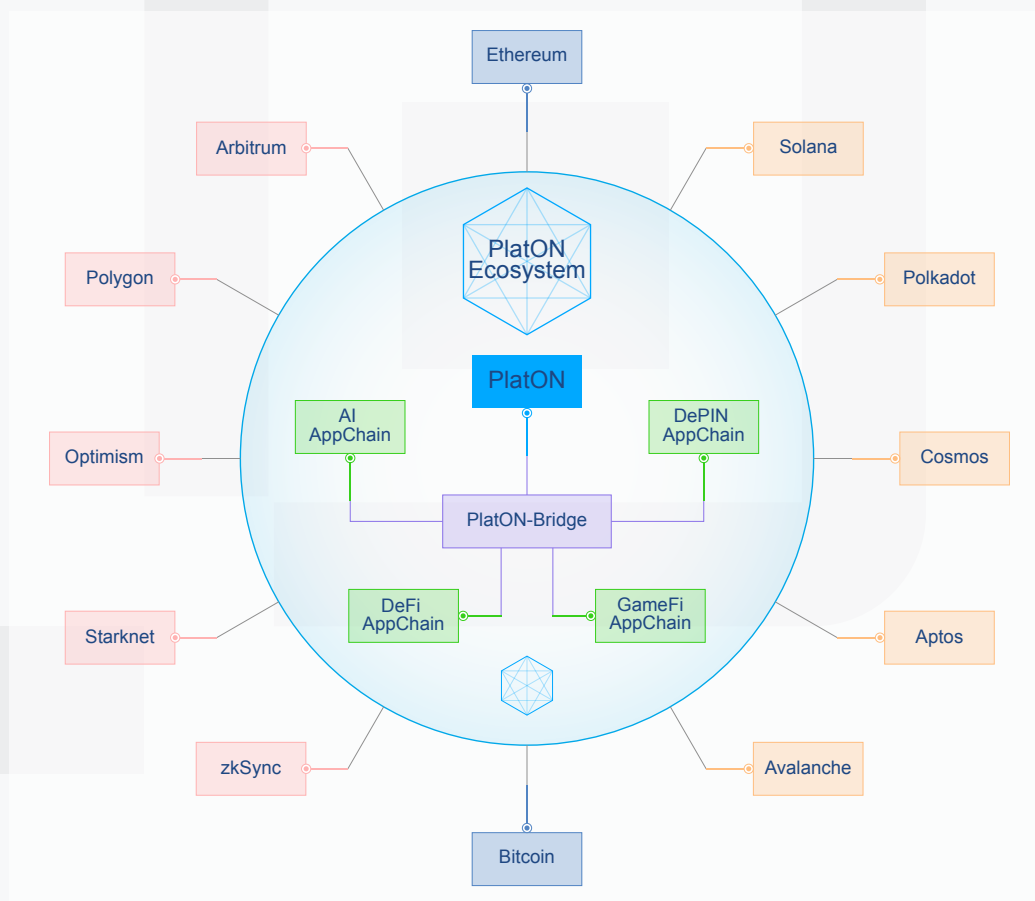 Ethereum
Arbitrum
Solana
PlatON
Ecosystem
Polygon
Polkadot
PlatON
AI
AppChain
DePIN
AppChain
Optimism
Cosmos
PlatON-Bridge
DeFi
AppChain
GameFi
AppChain
Starknet
Aptos
zkSync
Avalanche
Bitcoin